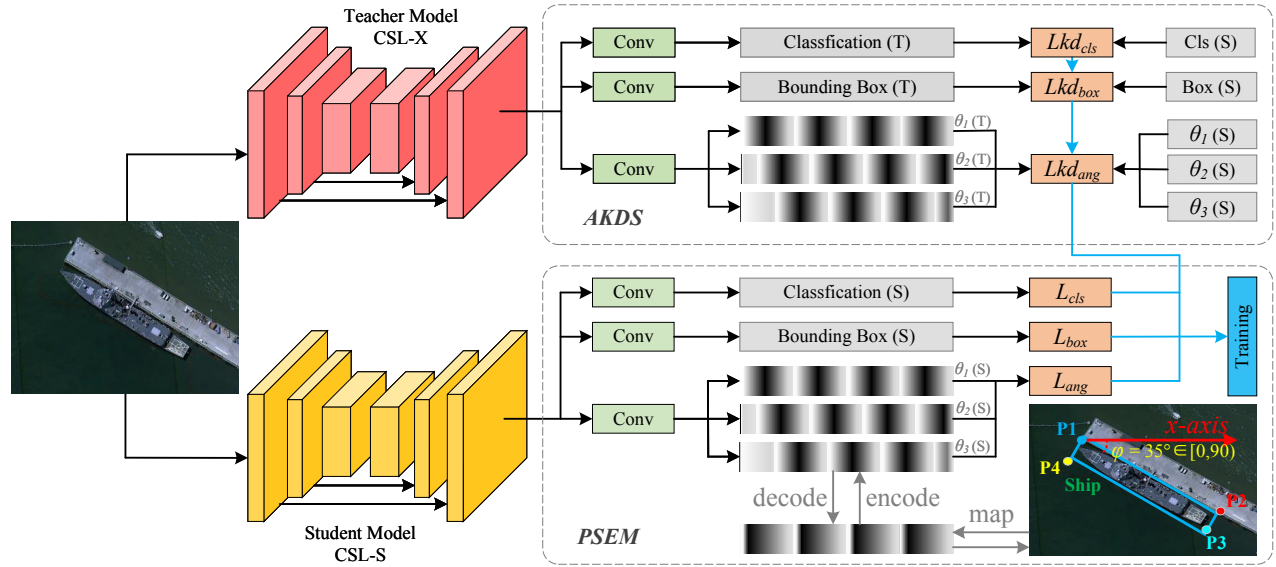 Teacher Model
CSL-X
Conv
Classfication (T)
Lkd_cls
Cls (S)
Conv
Bounding Box (T)
Lkd_box
Box (S)
Conv
θ1 (T)
θ2 (T)
θ3 (T)
Lkd_ang
θ1 (S)
θ2 (S)
θ3 (S)
AKDS
Conv
Classfication (S)
L_cls
Conv
Bounding Box (S)
L_box
Training
Conv
θ1 (S)
θ2 (S)
θ3 (S)
L_ang
decode
encode
map
PSEM
P1
x-axis
φ = 35°∈[0,90)
P4
Ship
P2
P3
Student Model
CSL-S